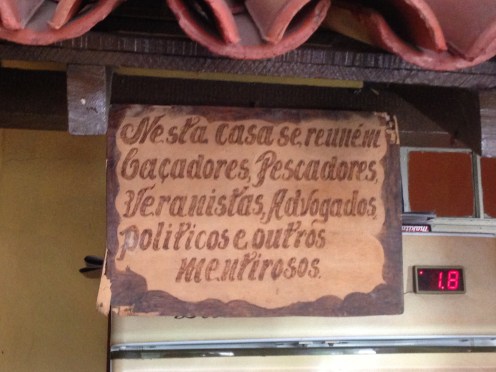 Nesta casa se reuném
Caçadores, Pescadores,
Veranistas, Advogados,
politicos e outros
mentirosos.
1.8